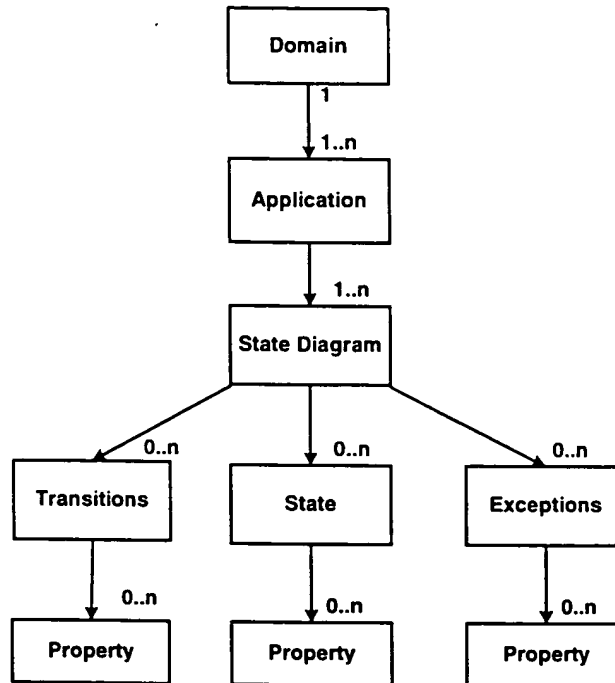 Domain
1
1..n
Application
1..n
State Diagram
0..n 0..n 0..n
Transitions State Exceptions
0..n 0..n 0..n
Property Property Property